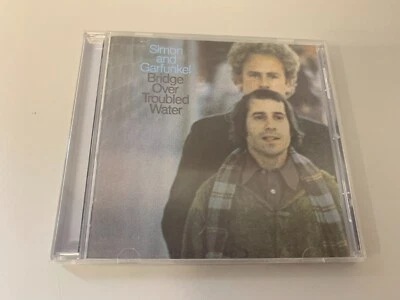 Simon
and
Garfunkel
Bridge
Over
Troubled
Water